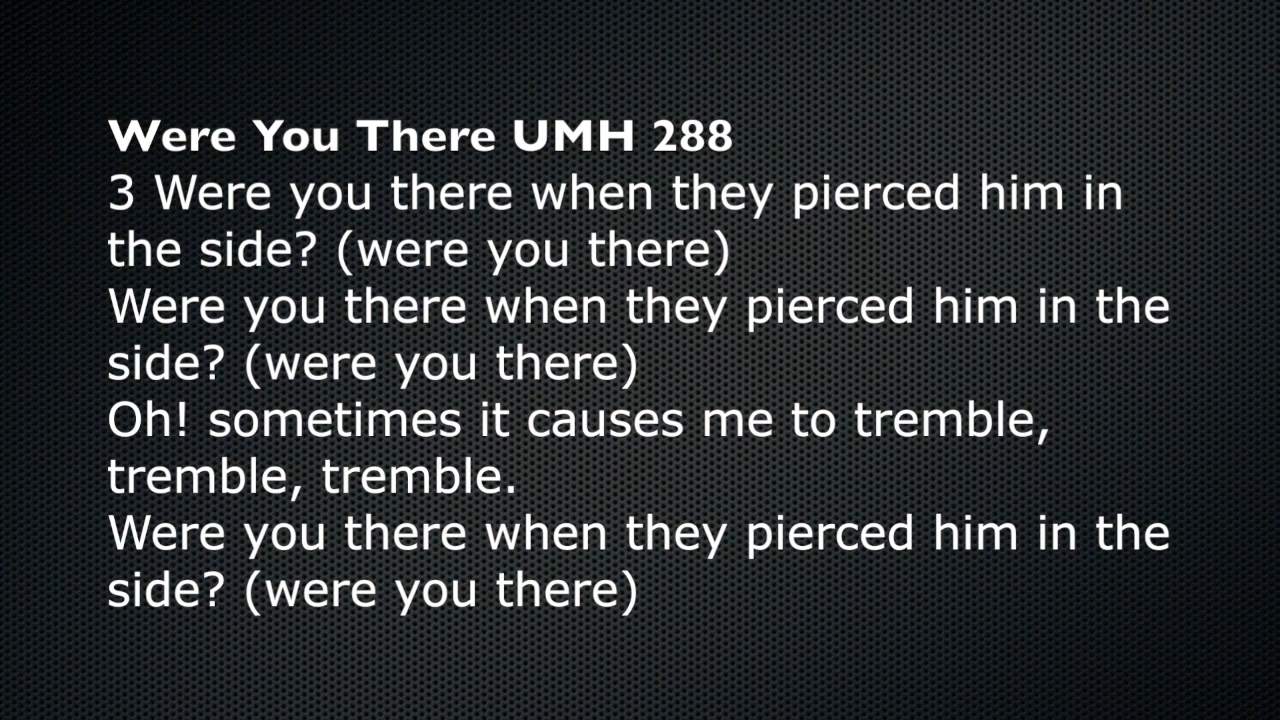 Were You There UMH 288
3 Were you there when they pierced him in
the side? (were you there)
Were you there when they pierced him in the
side? (were you there)
Oh! sometimes it causes me to tremble,
tremble, tremble.
Were you there when they pierced him in the
side? (were you there)